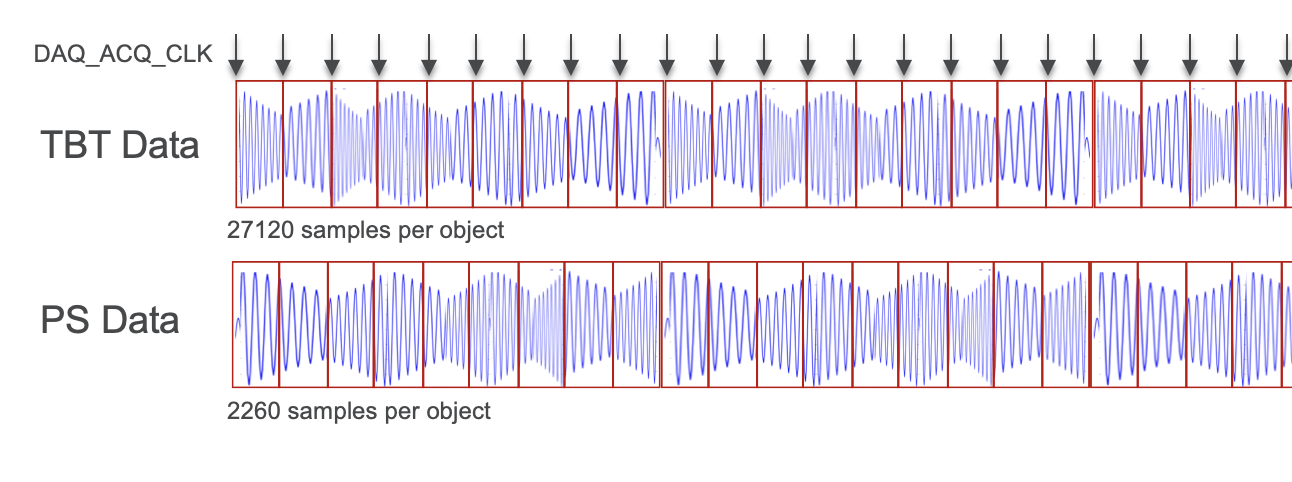 DAQ_ACQ_CLK
TBT Data
27120 samples per object
PS Data
2260 samples per object